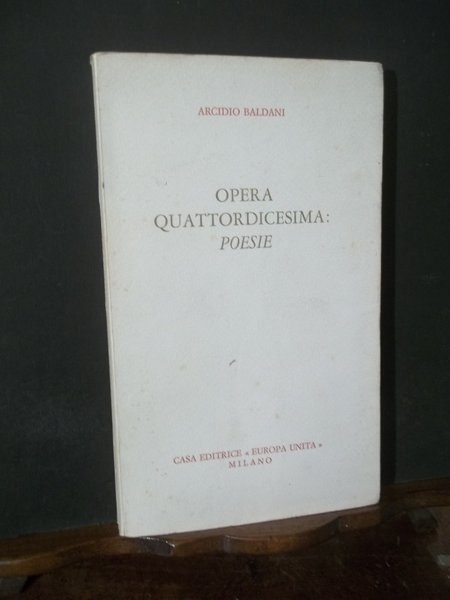 ARCIDIO BALDANI
OPERA
QUATTORDICESIMA:
POESIE
CASA EDITRICE « EUROPA UNITA »
MILANO